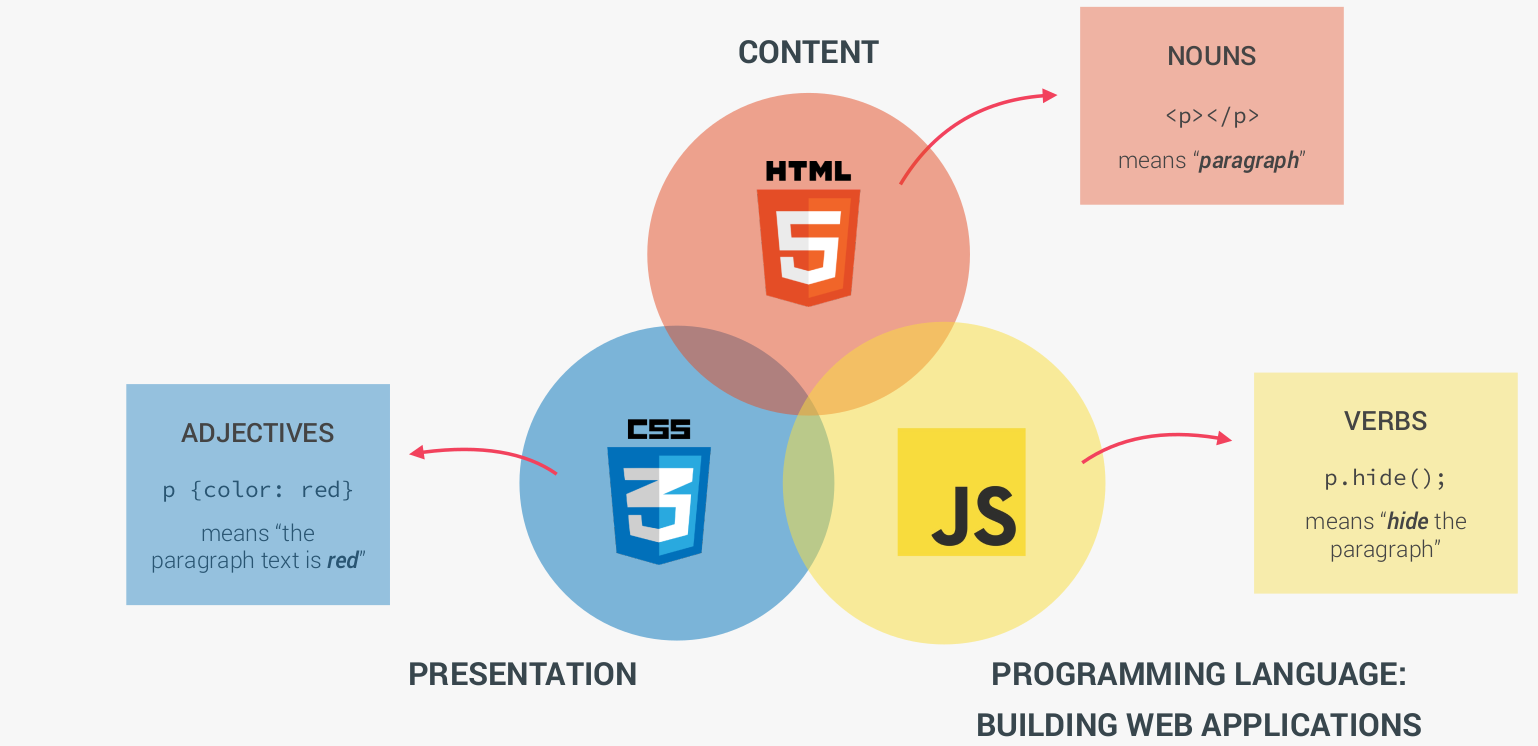 CONTENT
NOUNS
<p></p>
means “paragraph”
HTML
5
ADJECTIVES
p {color: red}
means “the
paragraph text is red”
CSS
3
JS
VERBS
p.hide();
means “hide the
paragraph”
PRESENTATION
PROGRAMMING LANGUAGE:
BUILDING WEB APPLICATIONS